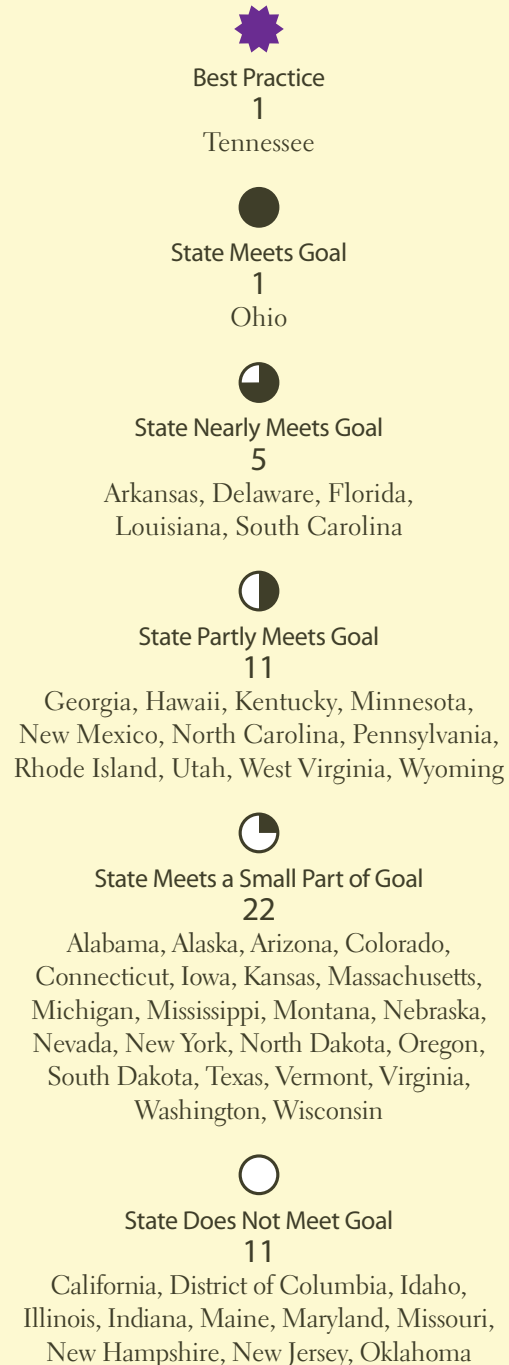 Best Practice
1
Tennessee
State Meets Goal
1
Ohio
State Nearly Meets Goal
5
Arkansas, Delaware, Florida,
Louisiana, South Carolina
State Partly Meets Goal
11
Georgia, Hawaii, Kentucky, Minnesota,
New Mexico, North Carolina, Pennsylvania,
Rhode Island, Utah, West Virginia, Wyoming
State Meets a Small Part of Goal
22
Alabama, Alaska, Arizona, Colorado,
Connecticut, Iowa, Kansas, Massachusetts,
Michigan, Mississippi, Montana, Nebraska,
Nevada, New York, North Dakota, Oregon,
South Dakota, Texas, Vermont, Virginia,
Washington, Wisconsin
State Does Not Meet Goal
11
California, District of Columbia, Idaho,
Illinois, Indiana, Maine, Maryland, Missouri,
New Hampshire, New Jersey, Oklahoma